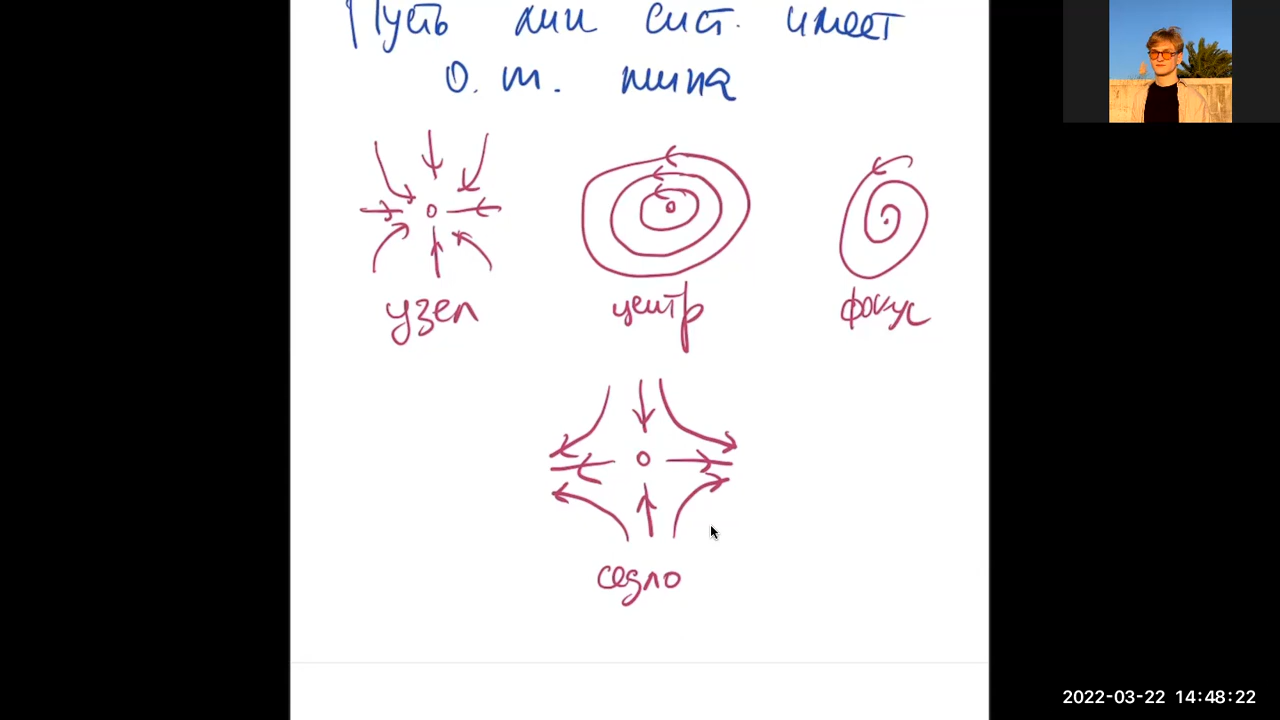 Пусть лин сист. имеет
О. т. типа
узел центр фокус
седло
2022-03-22 14:48:22